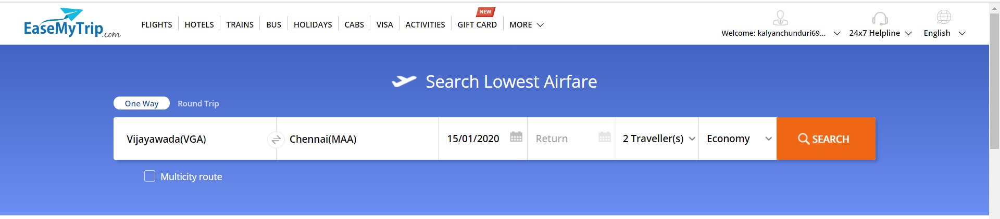 EaseMyTrip.com
FLIGHTS HOTELS TRAINS BUS HOLIDAYS CABS VISA ACTIVITIES GIFT CARD MORE
NEW
Welcome: kalyanchunduri69... 24x7 Helpline English
Search Lowest Airfare
One Way Round Trip
Vijayawada(VGA) Chennai(MAA) 15/01/2020 Return 2 Traveller(s) Economy SEARCH
Multicity route